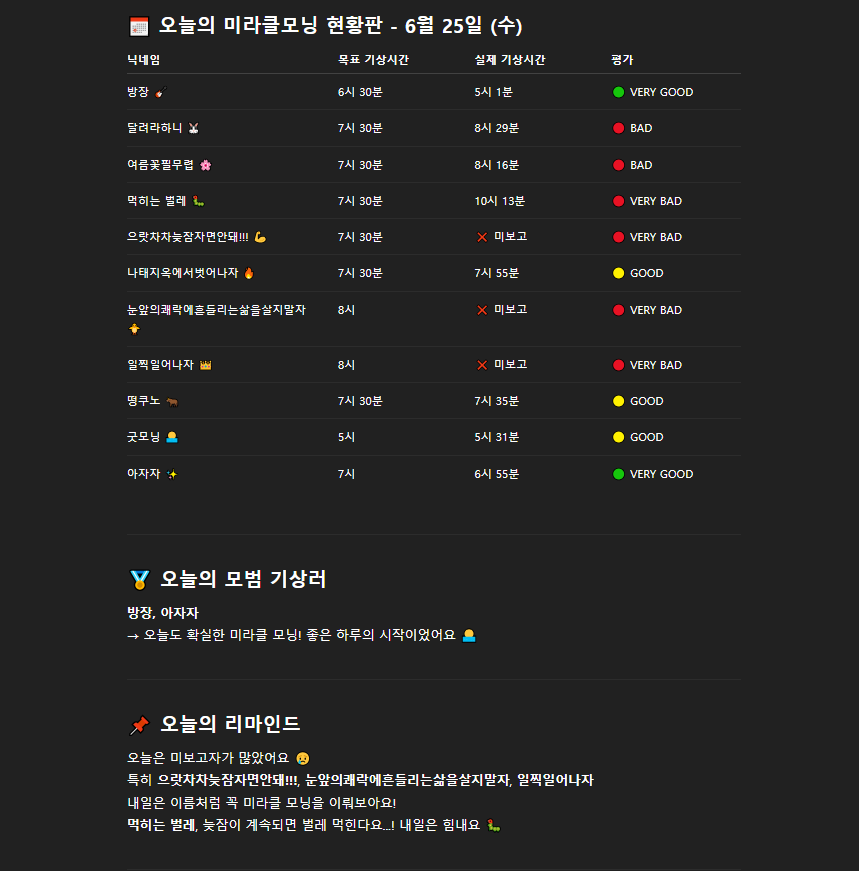 오늘의 미라클모닝 현황판 - 6월 25일 (수)
닉네임 목표 기상시간 실제 기상시간 평가
방장 🎸 6시 30분 5시 1분 🟢 VERY GOOD
달려라하니 🐰 7시 30분 8시 29분 🔴 BAD
여름꽃필무렵 🌸 7시 30분 8시 16분 🔴 BAD
먹히는 벌레 🐛 7시 30분 10시 13분 🔴 VERY BAD
으랏차차늦잠자면안돼!!! 💪 7시 30분 ❌ 미보고 🔴 VERY BAD
나태지옥에서벗어나자 🔥 7시 30분 7시 55분 🟡 GOOD
눈앞의쾌락에흔들리는삶을살지말자 8시 ❌ 미보고 🔴 VERY BAD
🐥
일찍일어나자 👑 8시 ❌ 미보고 🔴 VERY BAD
떵쿠노 🐂 7시 30분 7시 35분 🟡 GOOD
굿모닝 🌅 5시 5시 31분 🟡 GOOD
아자자 ✨ 7시 6시 55분 🟢 VERY GOOD
🏅 오늘의 모범 기상러
방장, 아자자
→ 오늘도 확실한 미라클 모닝! 좋은 하루의 시작이었어요 🌅
📌 오늘의 리마인드
오늘은 미보고자가 많았어요 😢
특히 으랏차차늦잠자면안돼!!!, 눈앞의쾌락에흔들리는삶을살지말자, 일찍일어나자
내일은 이름처럼 꼭 미라클 모닝을 이뤄보아요!
먹히는 벌레, 늦잠이 계속되면 벌레 먹힌다요…! 내일은 힘내요 🐛